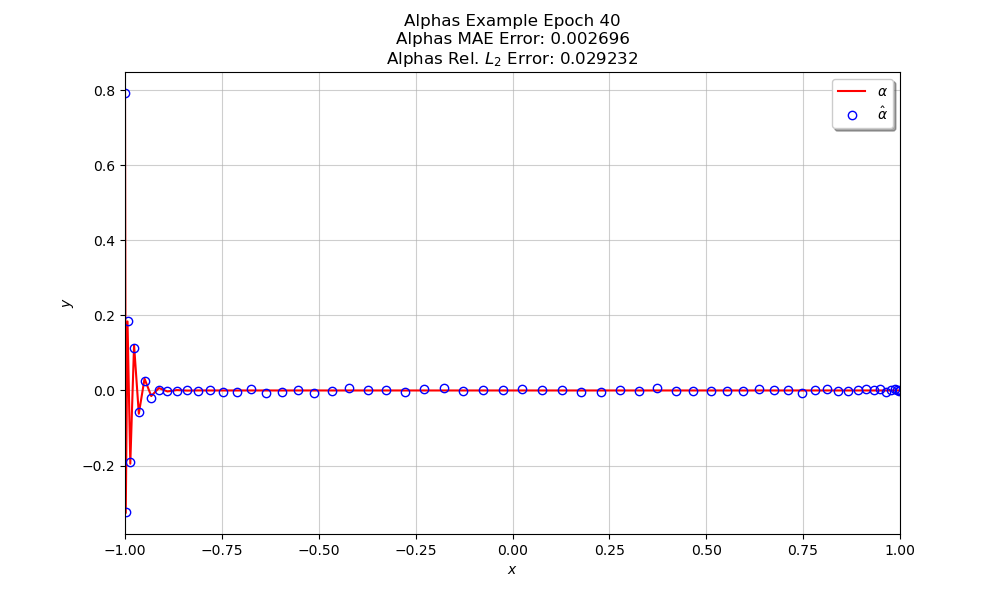 Alphas Example Epoch 40
Alphas MAE Error: 0.002696
Alphas Rel. $L_2$ Error: 0.029232
α
α̂
y
0.8
0.6
0.4
0.2
0.0
−0.2
−1.00 −0.75 −0.50 −0.25 0.00 0.25 0.50 0.75 1.00
x